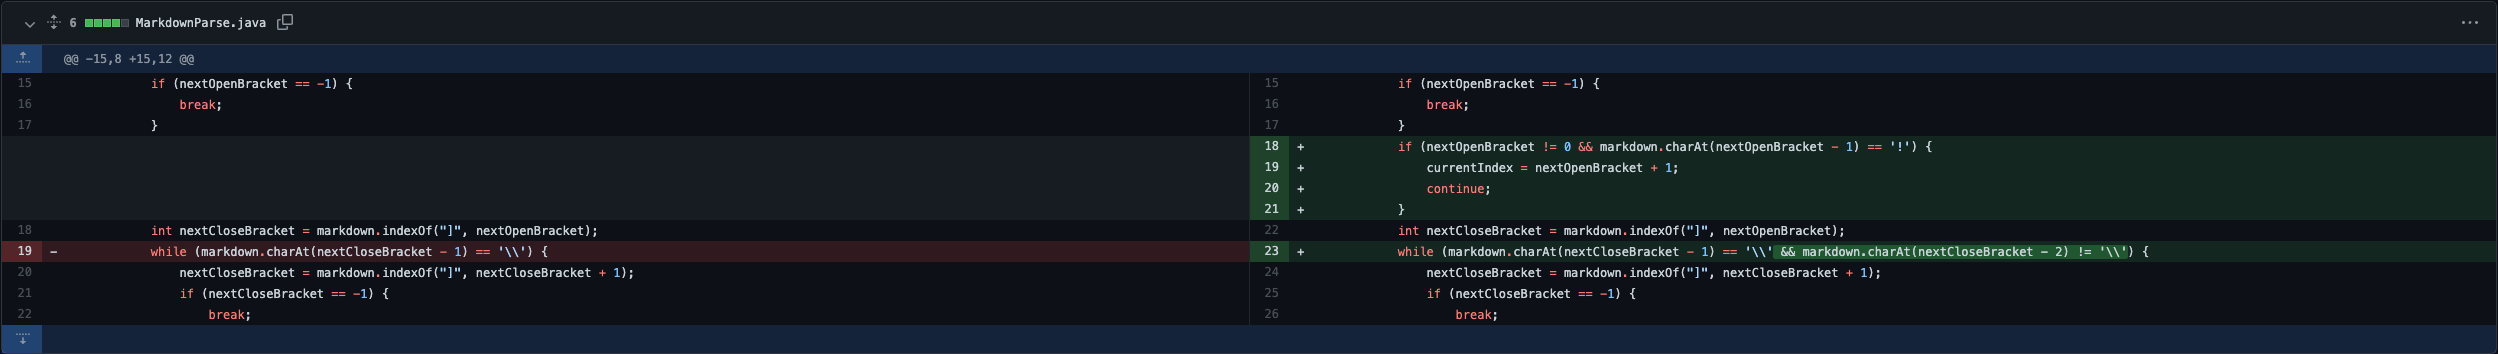 6 MarkdownParse.java ...
@@ -15,8 +15,12 @@
15 if (nextOpenBracket == -1) {
16 break;
17 }
18 int nextCloseBracket = markdown.indexOf("]", nextOpenBracket);
19 - while (markdown.charAt(nextCloseBracket - 1) == '\\') {
20 nextCloseBracket = markdown.indexOf("]", nextCloseBracket + 1);
21 if (nextCloseBracket == -1) {
22 break;
15 if (nextOpenBracket == -1) {
16 break;
17 }
18 + if (nextOpenBracket != 0 && markdown.charAt(nextOpenBracket - 1) == '!') {
19 + currentIndex = nextOpenBracket + 1;
20 + continue;
21 + }
22 int nextCloseBracket = markdown.indexOf("]", nextOpenBracket);
23 + while (markdown.charAt(nextCloseBracket - 1) == '\\' && markdown.charAt(nextCloseBracket - 2) != '\\') {
24 nextCloseBracket = markdown.indexOf("]", nextCloseBracket + 1);
25 if (nextCloseBracket == -1) {
26 break;